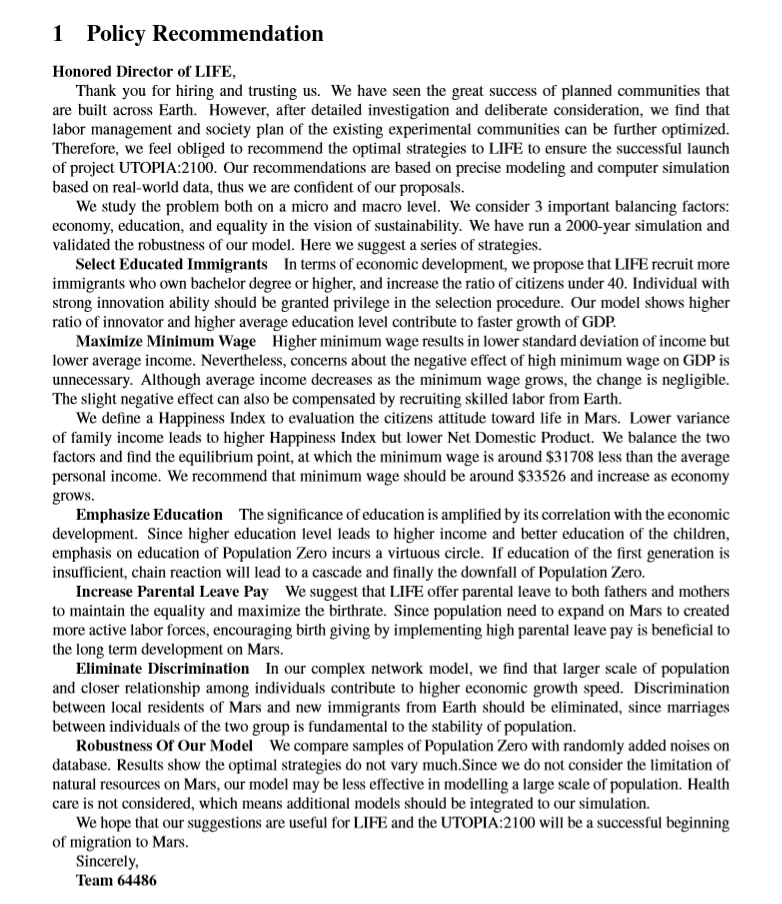 1 Policy Recommendation
Honored Director of LIFE,
Thank you for hiring and trusting us. We have seen the great success of planned communities that
are built across Earth. However, after detailed investigation and deliberate consideration, we find that
labor management and society plan of the existing experimental communities can be further optimized.
Therefore, we feel obliged to recommend the optimal strategies to LIFE to ensure the successful launch
of project UTOPIA:2100. Our recommendations are based on precise modeling and computer simulation
based on real-world data, thus we are confident of our proposals.
We study the problem both on a micro and macro level. We consider 3 important balancing factors:
economy, education, and equality in the vision of sustainability. We have run a 2000-year simulation and
validated the robustness of our model. Here we suggest a series of strategies.
Select Educated Immigrants In terms of economic development, we propose that LIFE recruit more
immigrants who own bachelor degree or higher, and increase the ratio of citizens under 40. Individual with
strong innovation ability should be granted privilege in the selection procedure. Our model shows higher
ratio of innovator and higher average education level contribute to faster growth of GDP.
Maximize Minimum Wage Higher minimum wage results in lower standard deviation of income but
lower average income. Nevertheless, concerns about the negative effect of high minimum wage on GDP is
unnecessary. Although average income decreases as the minimum wage grows, the change is negligible.
The slight negative effect can also be compensated by recruiting skilled labor from Earth.
We define a Happiness Index to evaluation the citizens attitude toward life in Mars. Lower variance
of family income leads to higher Happiness Index but lower Net Domestic Product. We balance the two
factors and find the equilibrium point, at which the minimum wage is around $31708 less than the average
personal income. We recommend that minimum wage should be around $33526 and increase as economy
grows.
Emphasize Education The significance of education is amplified by its correlation with the economic
development. Since higher education level leads to higher income and better education of the children,
emphasis on education of Population Zero incurs a virtuous circle. If education of the first generation is
insufficient, chain reaction will lead to a cascade and finally the downfall of Population Zero.
Increase Parental Leave Pay We suggest that LIFE offer parental leave to both fathers and mothers
to maintain the equality and maximize the birthrate. Since population need to expand on Mars to created
more active labor forces, encouraging birth giving by implementing high parental leave pay is beneficial to
the long term development on Mars.
Eliminate Discrimination In our complex network model, we find that larger scale of population
and closer relationship among individuals contribute to higher economic growth speed. Discrimination
between local residents of Mars and new immigrants from Earth should be eliminated, since marriages
between individuals of the two group is fundamental to the stability of population.
Robustness Of Our Model We compare samples of Population Zero with randomly added noises on
database. Results show the optimal strategies do not vary much.Since we do not consider the limitation of
natural resources on Mars, our model may be less effective in modelling a large scale of population. Health
care is not considered, which means additional models should be integrated to our simulation.
We hope that our suggestions are useful for LIFE and the UTOPIA:2100 will be a successful beginning
of migration to Mars.
Sincerely,
Team 64486